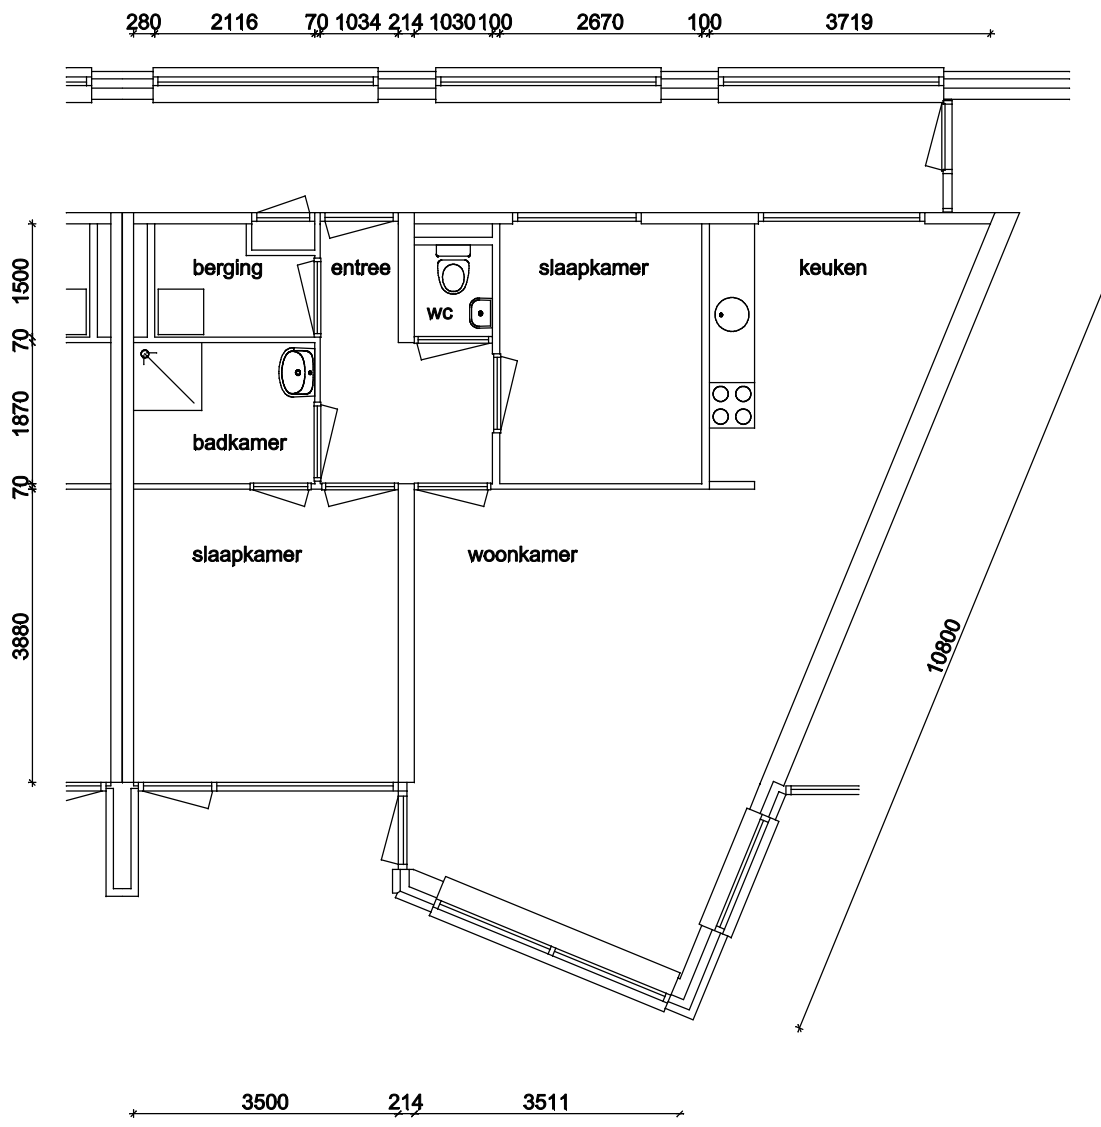 280 2116 70 1034 214 1030 100 2670 100 3719
berging entree slaapkamer keuken
wc
badkamer
slaapkamer woonkamer
1500
70
1870
70
3880
10800
3500 214 3511